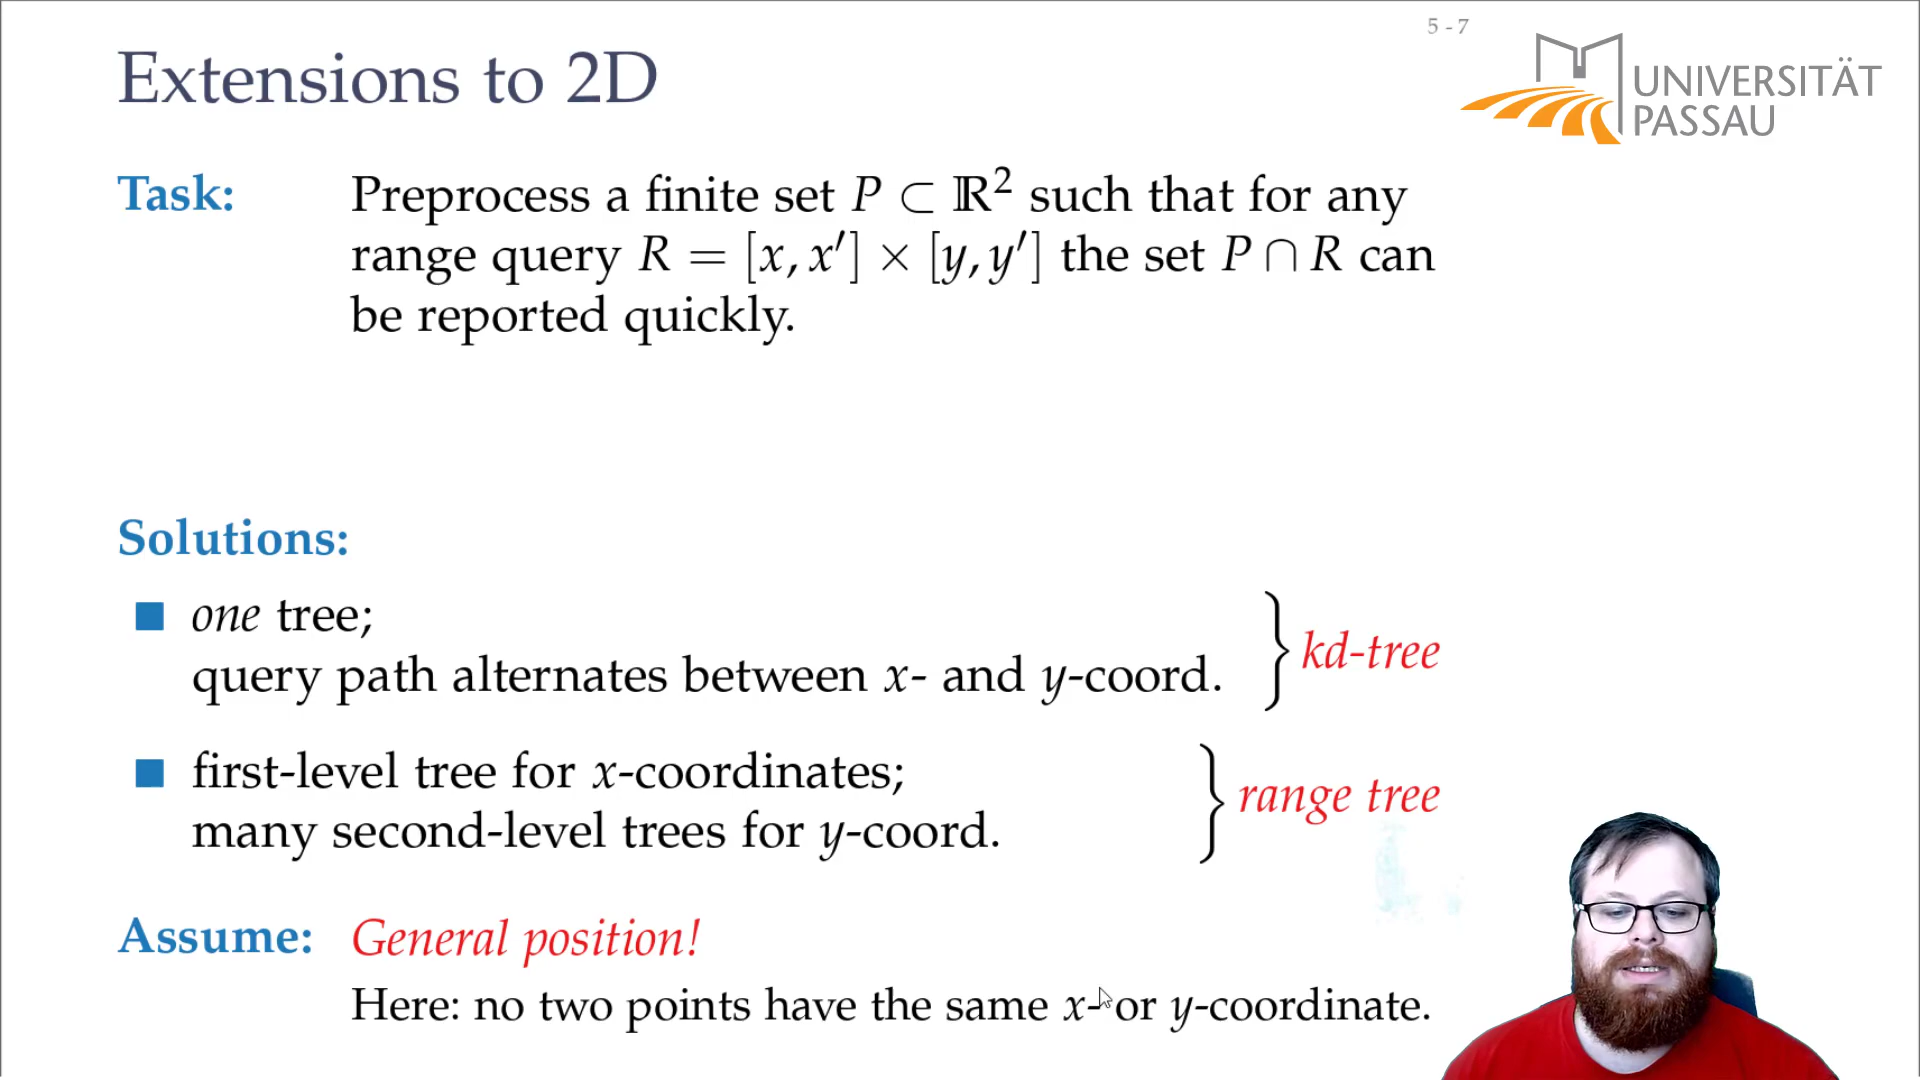 5 - 7
Extensions to 2D
UNIVERSITÄT
PASSAU
Task: Preprocess a finite set P ⊂ ℝ² such that for any
range query R = [x, x′] × [y, y′] the set P ∩ R can
be reported quickly.
Solutions:
one tree;
query path alternates between x- and y-coord.
kd-tree
first-level tree for x-coordinates;
many second-level trees for y-coord.
range tree
Assume: General position!
Here: no two points have the same x- or y-coordinate.